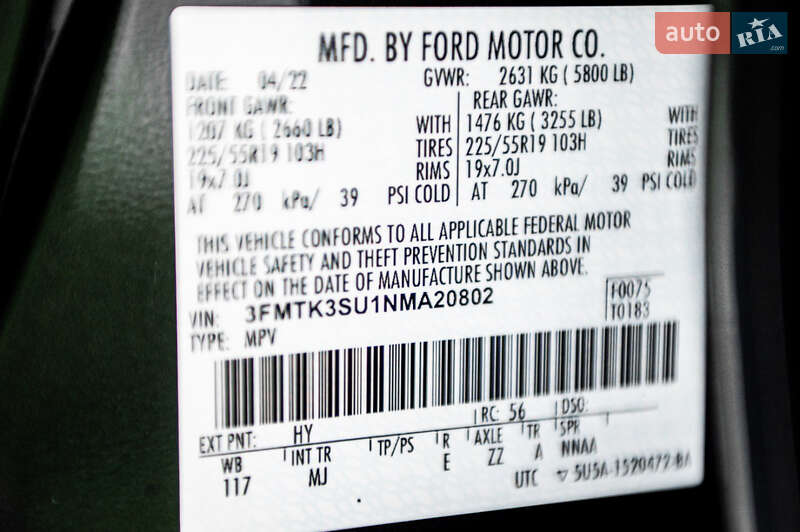 auto RIA .com
MFD. BY FORD MOTOR CO.
DATE: 04/22 GVWR: 2631 KG ( 5800 LB)
FRONT GAWR: REAR GAWR:
1207 KG ( 2660 LB) WITH 1476 KG ( 3255 LB) WITH
225/55R19 103H TIRES 225/55R19 103H TIRES
19x7.0J RIMS 19x7.0J RIMS
AT 270 kPa/ 39 PSI COLD AT 270 kPa/ 39 PSI COLD
THIS VEHICLE CONFORMS TO ALL APPLICABLE FEDERAL MOTOR
VEHICLE SAFETY AND THEFT PREVENTION STANDARDS IN
EFFECT ON THE DATE OF MANUFACTURE SHOWN ABOVE.
VIN: 3FMTK3SU1NMA20802 F0075
TYPE: MPV T0183
EXT PNT: HY RC: 56 DSO:
WB INT TR TP/PS R AXLE TR SPR
117 MJ E ZZ A NNAA
UTC 5U5A-1520472-BA